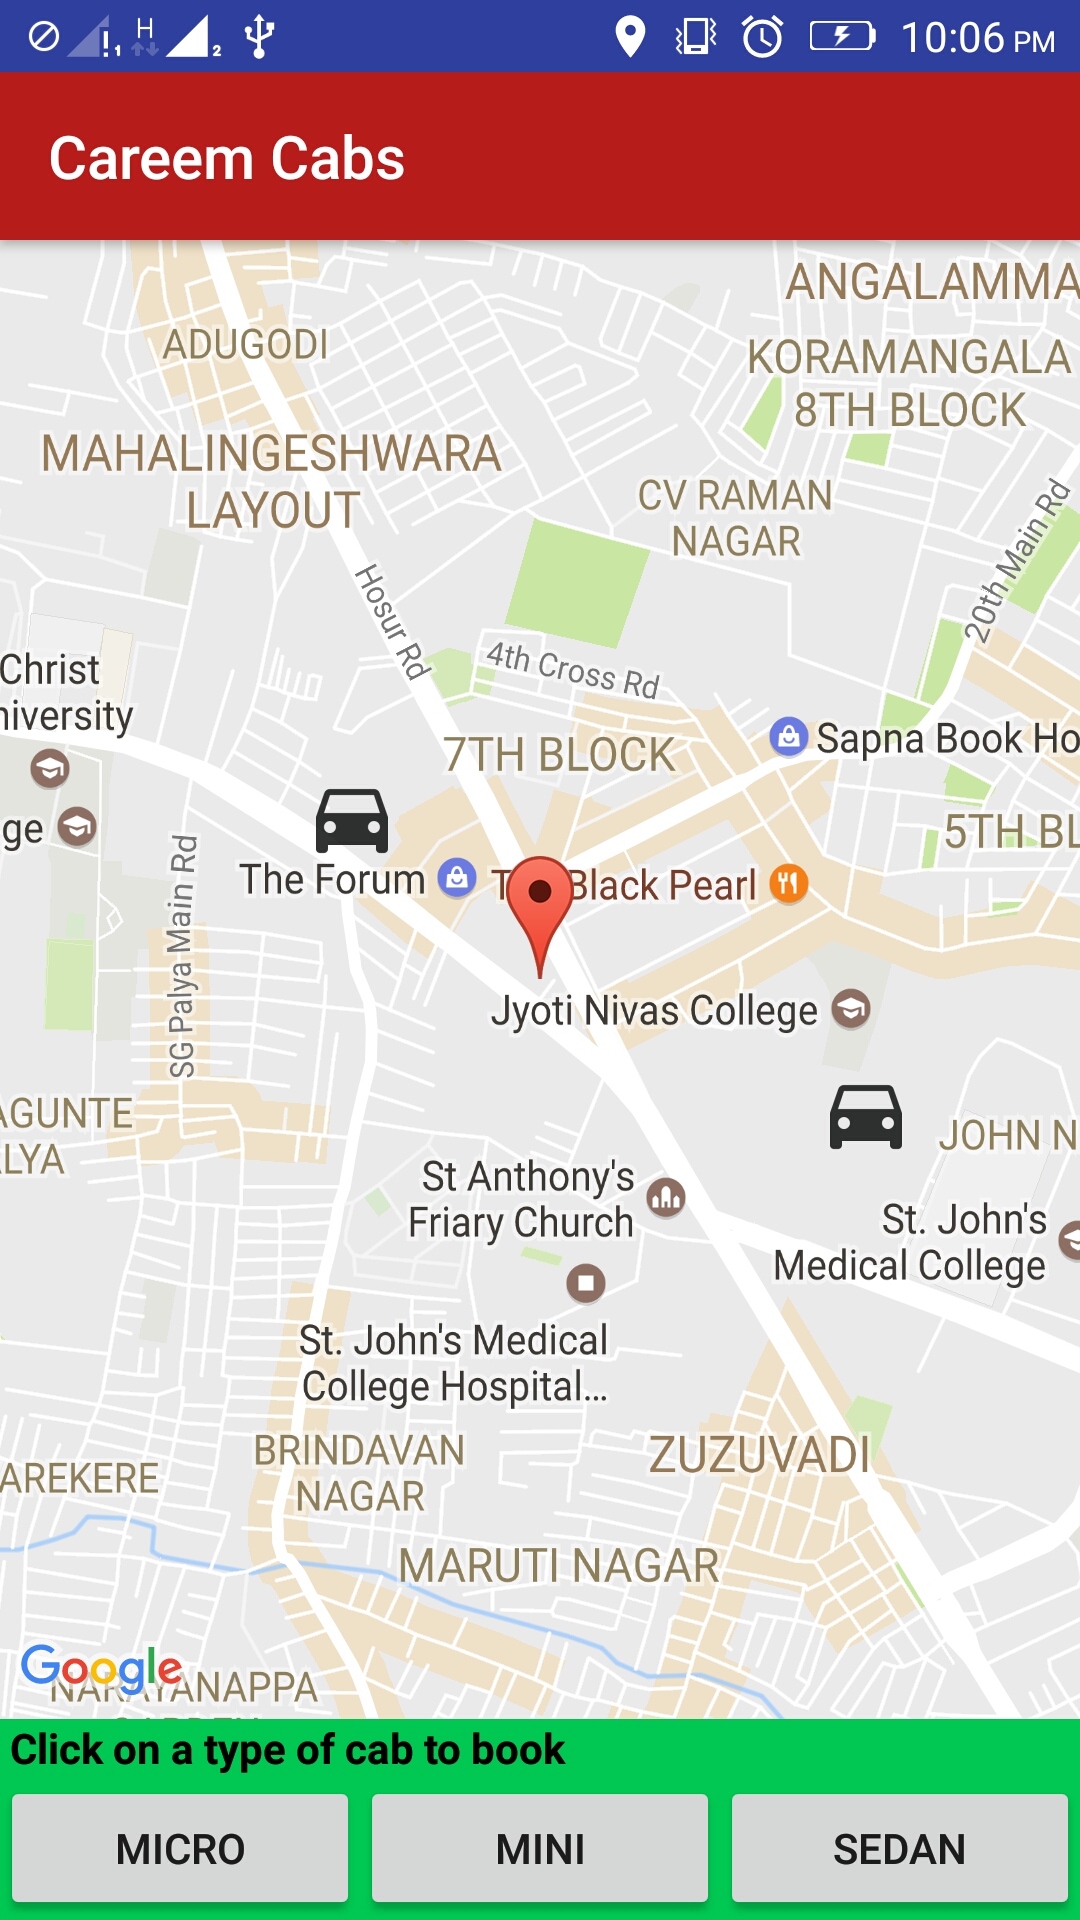 1 H 2 10:06 PM
Careem Cabs
ANGALAMMA
ADUGODI
KORAMANGALA
8TH BLOCK
MAHALINGESHWARA
LAYOUT
CV RAMAN
NAGAR
20th Main Rd
Hosur Rd
4th Cross Rd
Christ
niversity
7TH BLOCK
Sapna Book Ho
ge
5TH BL
SG Palya Main Rd
The Forum
Black Pearl
Jyoti Nivas College
AGUNTE
LYA
JOHN N
St Anthony's
Friary Church
St. John's
Medical College
St. John's Medical
College Hospital...
BRINDAVAN
NAGAR
ZUZUVADI
AREKERE
MARUTI NAGAR
Google
NARAYANAPPA
Click on a type of cab to book
MICRO
MINI
SEDAN